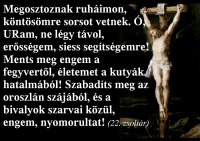 Megosztoznak ruháimon,
köntösömre sorsot vetnek. Ó,
URam, ne légy távol,
erősségem, siess segítségemre!
Ments meg engem a
fegyvertől, életemet a kutyák
hatalmából! Szabadíts meg az
oroszlán szájából, és a
bivalyok szarvai közül,
engem, nyomorultat! (22. zsoltár)